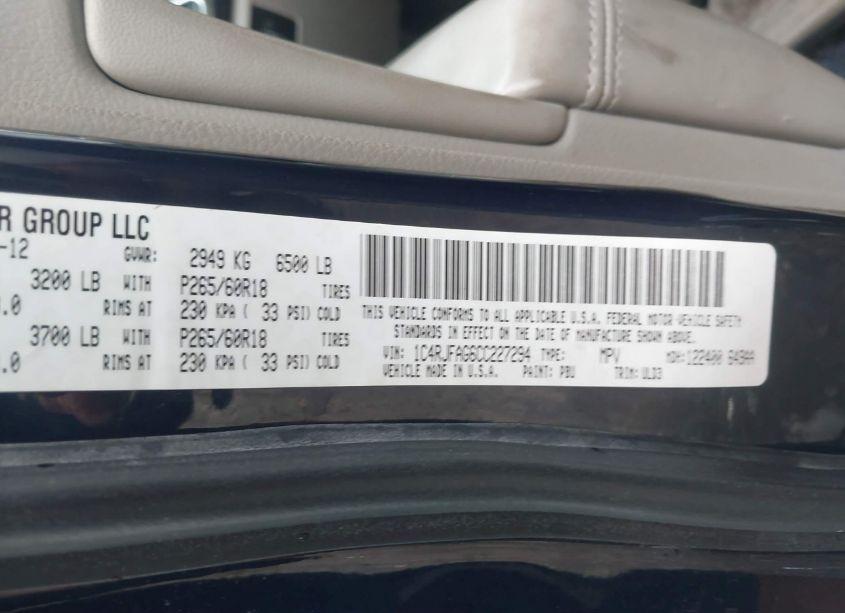 R GROUP LLC
-12 GVWR: 2949 KG 6500 LB
3200 LB WITH P265/60R18 TIRES
.0 RIMS AT 230 KPA ( 33 PSI) COLD
3700 LB WITH P265/60R18 TIRES
.0 RIMS AT 230 KPA ( 33 PSI) COLD
THIS VEHICLE CONFORMS TO ALL APPLICABLE U.S.A. FEDERAL MOTOR VEHICLE SAFETY
STANDARDS IN EFFECT ON THE DATE OF MANUFACTURE SHOWN ABOVE.
VIN: 1C4RJFAG6CC227294 TYPE: MPV MDH: 122400
VEHICLE MADE IN U.S.A. PAINT: PBU TRIM: ULD3